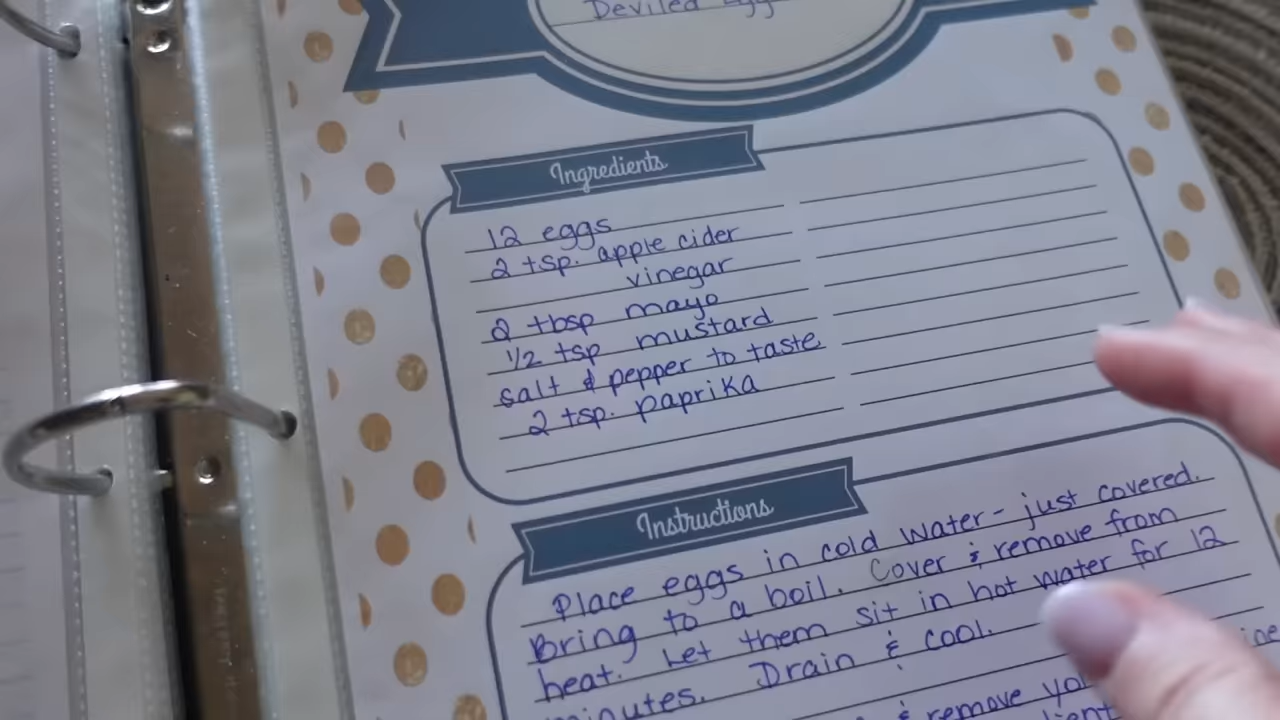 Deviled Egg
Ingredients
12 eggs
2 tsp. apple cider
vinegar
2 tbsp mayo
1/2 tsp mustard
salt & pepper to taste
2 tsp. paprika
Instructions
Place eggs in cold water - just covered.
Bring to a boil. Cover & remove from
heat. Let them sit in hot water for 12
minutes. Drain & cool.
& remove